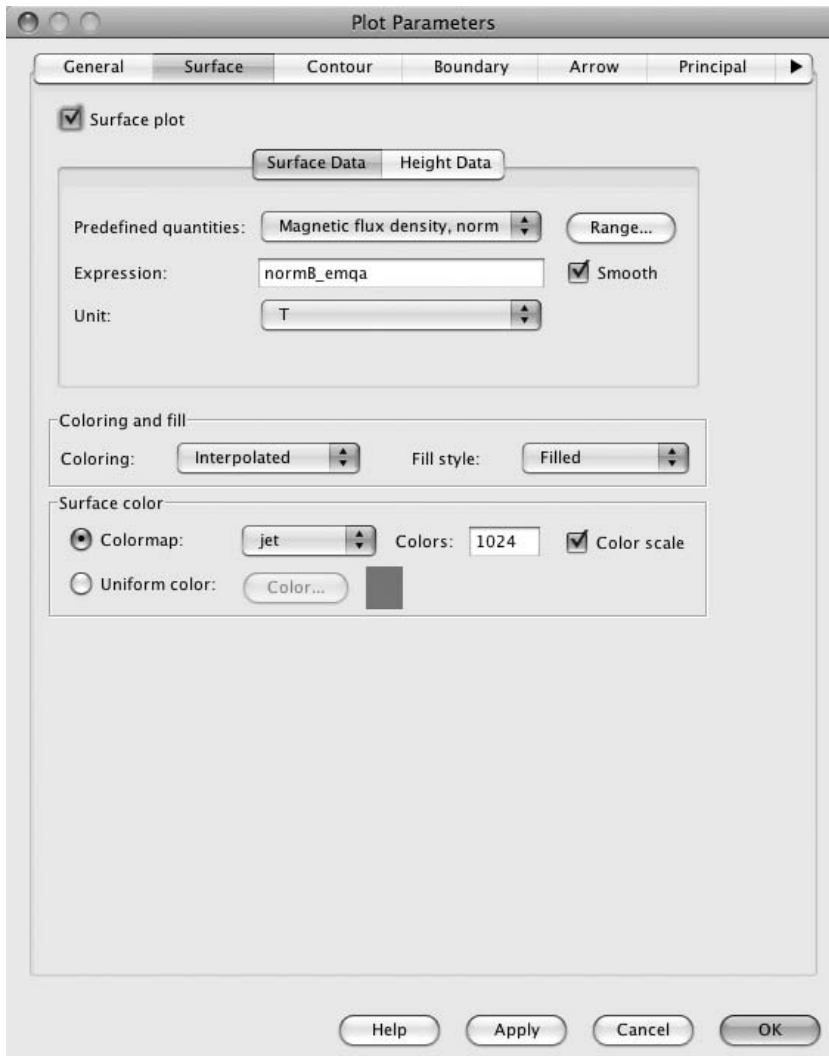 Plot Parameters
General Surface Contour Boundary Arrow Principal
Surface plot
Surface Data Height Data
Predefined quantities: Magnetic flux density, norm Range...
Expression: normB_emqa Smooth
Unit: T
Coloring and fill
Coloring: Interpolated Fill style: Filled
Surface color
Colormap: jet Colors: 1024 Color scale
Uniform color: Color...
Help Apply Cancel OK